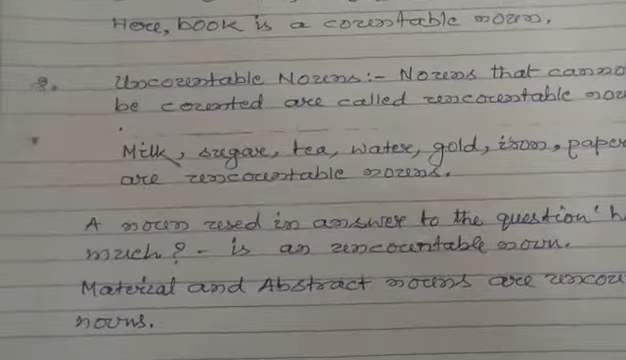 Here, book is a countable noun.
2. Uncountable Nouns:- Nouns that canno
be counted are called uncountable nou
Milk, sugar, tea, water, gold, iron, paper
are uncountable nouns.
A noun used in answer to the question 'h
much? - is an uncountable noun.
Material and Abstract nouns are uncou
nouns.